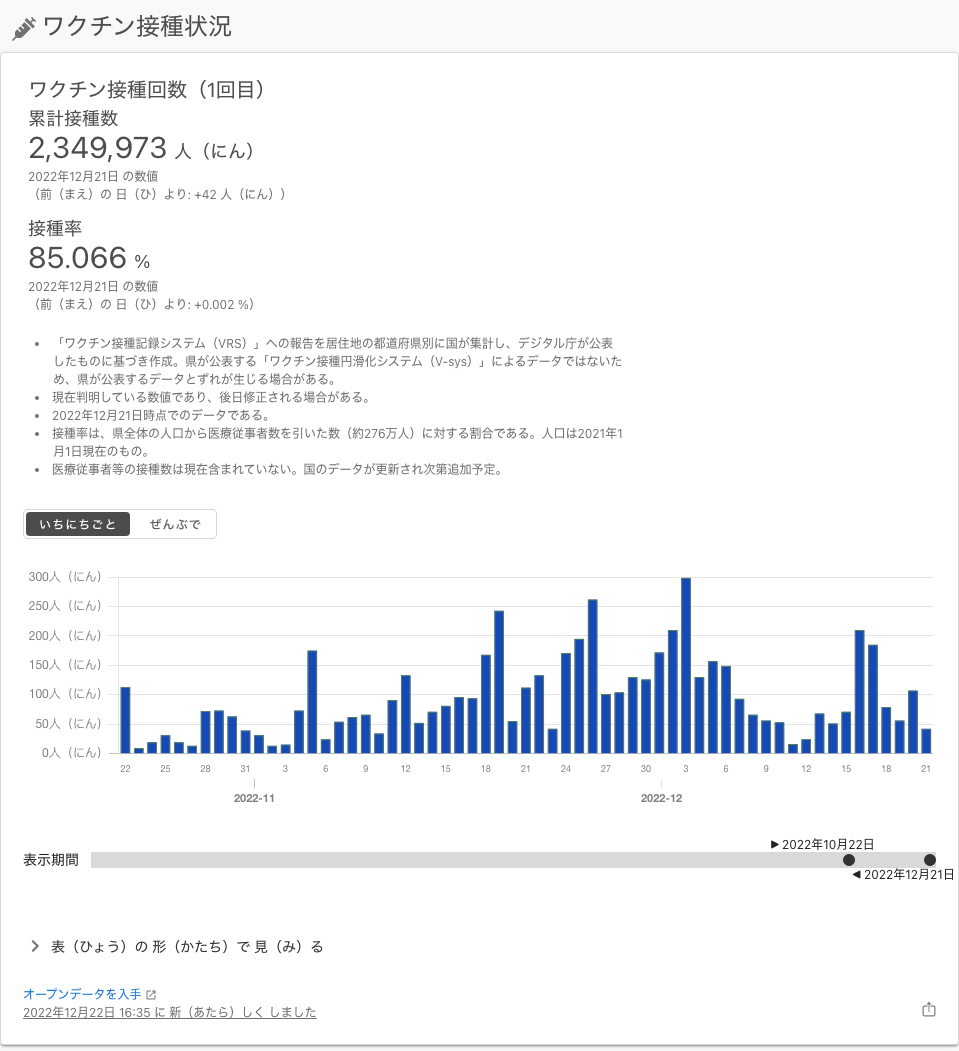 ワクチン接種状況
ワクチン接種回数（1回目）
累計接種数
2,349,973 人（にん）
2022年12月21日 の数値
（前（まえ）の 日（ひ）より: +42 人（にん））
接種率
85.066 %
2022年12月21日 の数値
（前（まえ）の 日（ひ）より: +0.002 %）
「ワクチン接種記録システム（VRS）」への報告を居住地の都道府県別に国が集計し、デジタル庁が公表
したものに基づき作成。県が公表する「ワクチン接種円滑化システム（V-sys）」によるデータではないた
め、県が公表するデータとずれが生じる場合がある。
現在判明している数値であり、後日修正される場合がある。
2022年12月21日時点でのデータである。
接種率は、県全体の人口から医療従事者数を引いた数（約276万人）に対する割合である。人口は2021年1
月1日現在のもの。
医療従事者等の接種数は現在含まれていない。国のデータが更新され次第追加予定。
いちにちごと ぜんぶで
300人（にん）
250人（にん）
200人（にん）
150人（にん）
100人（にん）
50人（にん）
0人（にん）
22 25 28 31 3 6 9 12 15 18 21 24 27 30 3 6 9 12 15 18 21
2022-11 2022-12
▶ 2022年10月22日
表示期間
◀ 2022年12月21日
表（ひょう）の 形（かたち）で 見（み）る
オープンデータを入手
2022年12月22日 16:35 に 新（あたら）しく しました